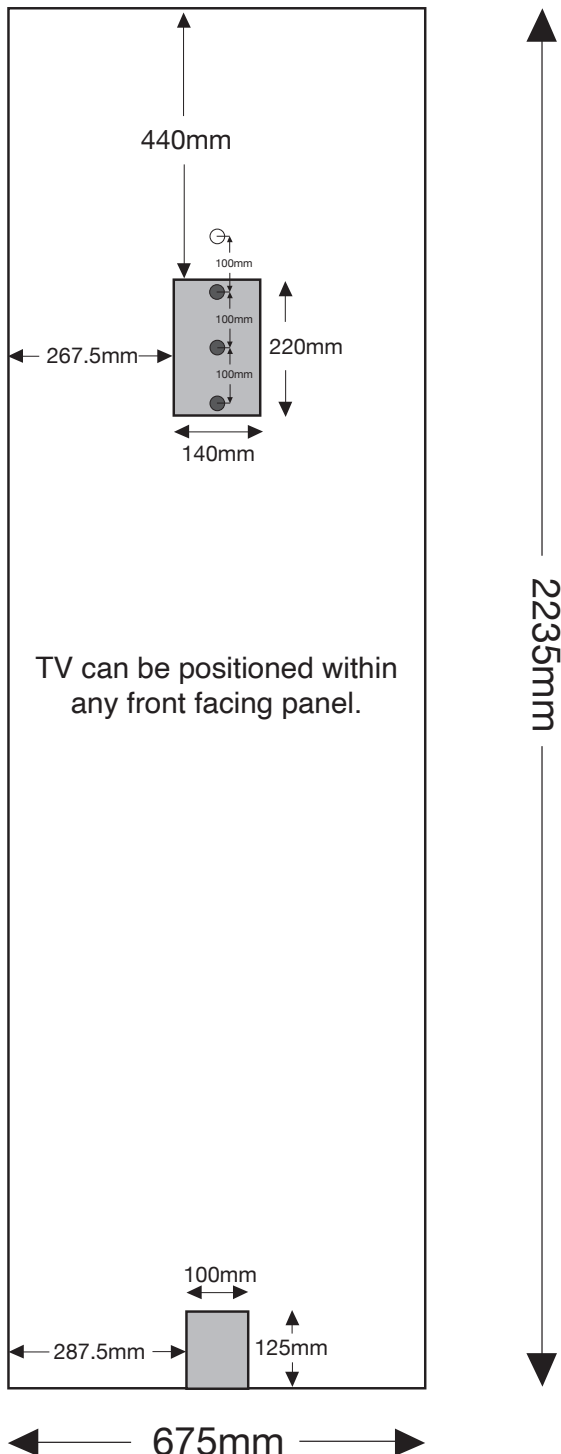 440mm
100mm
100mm
267.5mm
220mm
100mm
140mm
TV can be positioned within
any front facing panel.
2235mm
100mm
287.5mm
125mm
675mm